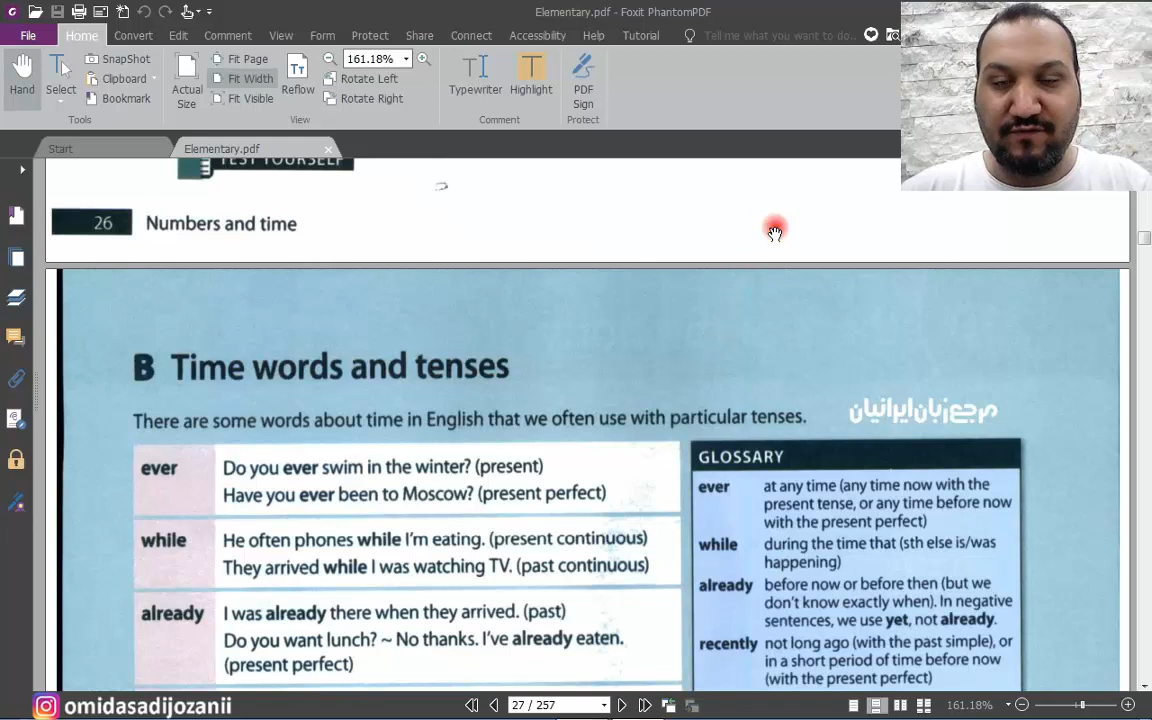 Elementary.pdf - Foxit PhantomPDF
File
Home
Convert
Edit
Comment
View
Form
Protect
Share
Connect
Accessibility
Help
Tutorial
Tell me what you want to do..
Hand
Select
SnapShot
Clipboard
Bookmark
Tools
Actual Size
Fit Page
Fit Width
Fit Visible
Reflow
161.18%
Rotate Left
Rotate Right
View
Typewriter
Highlight
Comment
PDF Sign
Protect
Start
Elementary.pdf
TEST YOURSELF
26 Numbers and time
B Time words and tenses
There are some words about time in English that we often use with particular tenses.
مرجع زبان ایرانیان
ever Do you ever swim in the winter? (present)
Have you ever been to Moscow? (present perfect)
while He often phones while I'm eating. (present continuous)
They arrived while I was watching TV. (past continuous)
already I was already there when they arrived. (past)
Do you want lunch? ~ No thanks. I've already eaten.
(present perfect)
GLOSSARY
ever at any time (any time now with the
present tense, or any time before now
with the present perfect)
while during the time that (sth else is/was
happening)
already before now or before then (but we
don't know exactly when). In negative
sentences, we use yet, not already.
recently not long ago (with the past simple), or
in a short period of time before now
(with the present perfect)
omidasadijozanii
27 / 257
161.18%